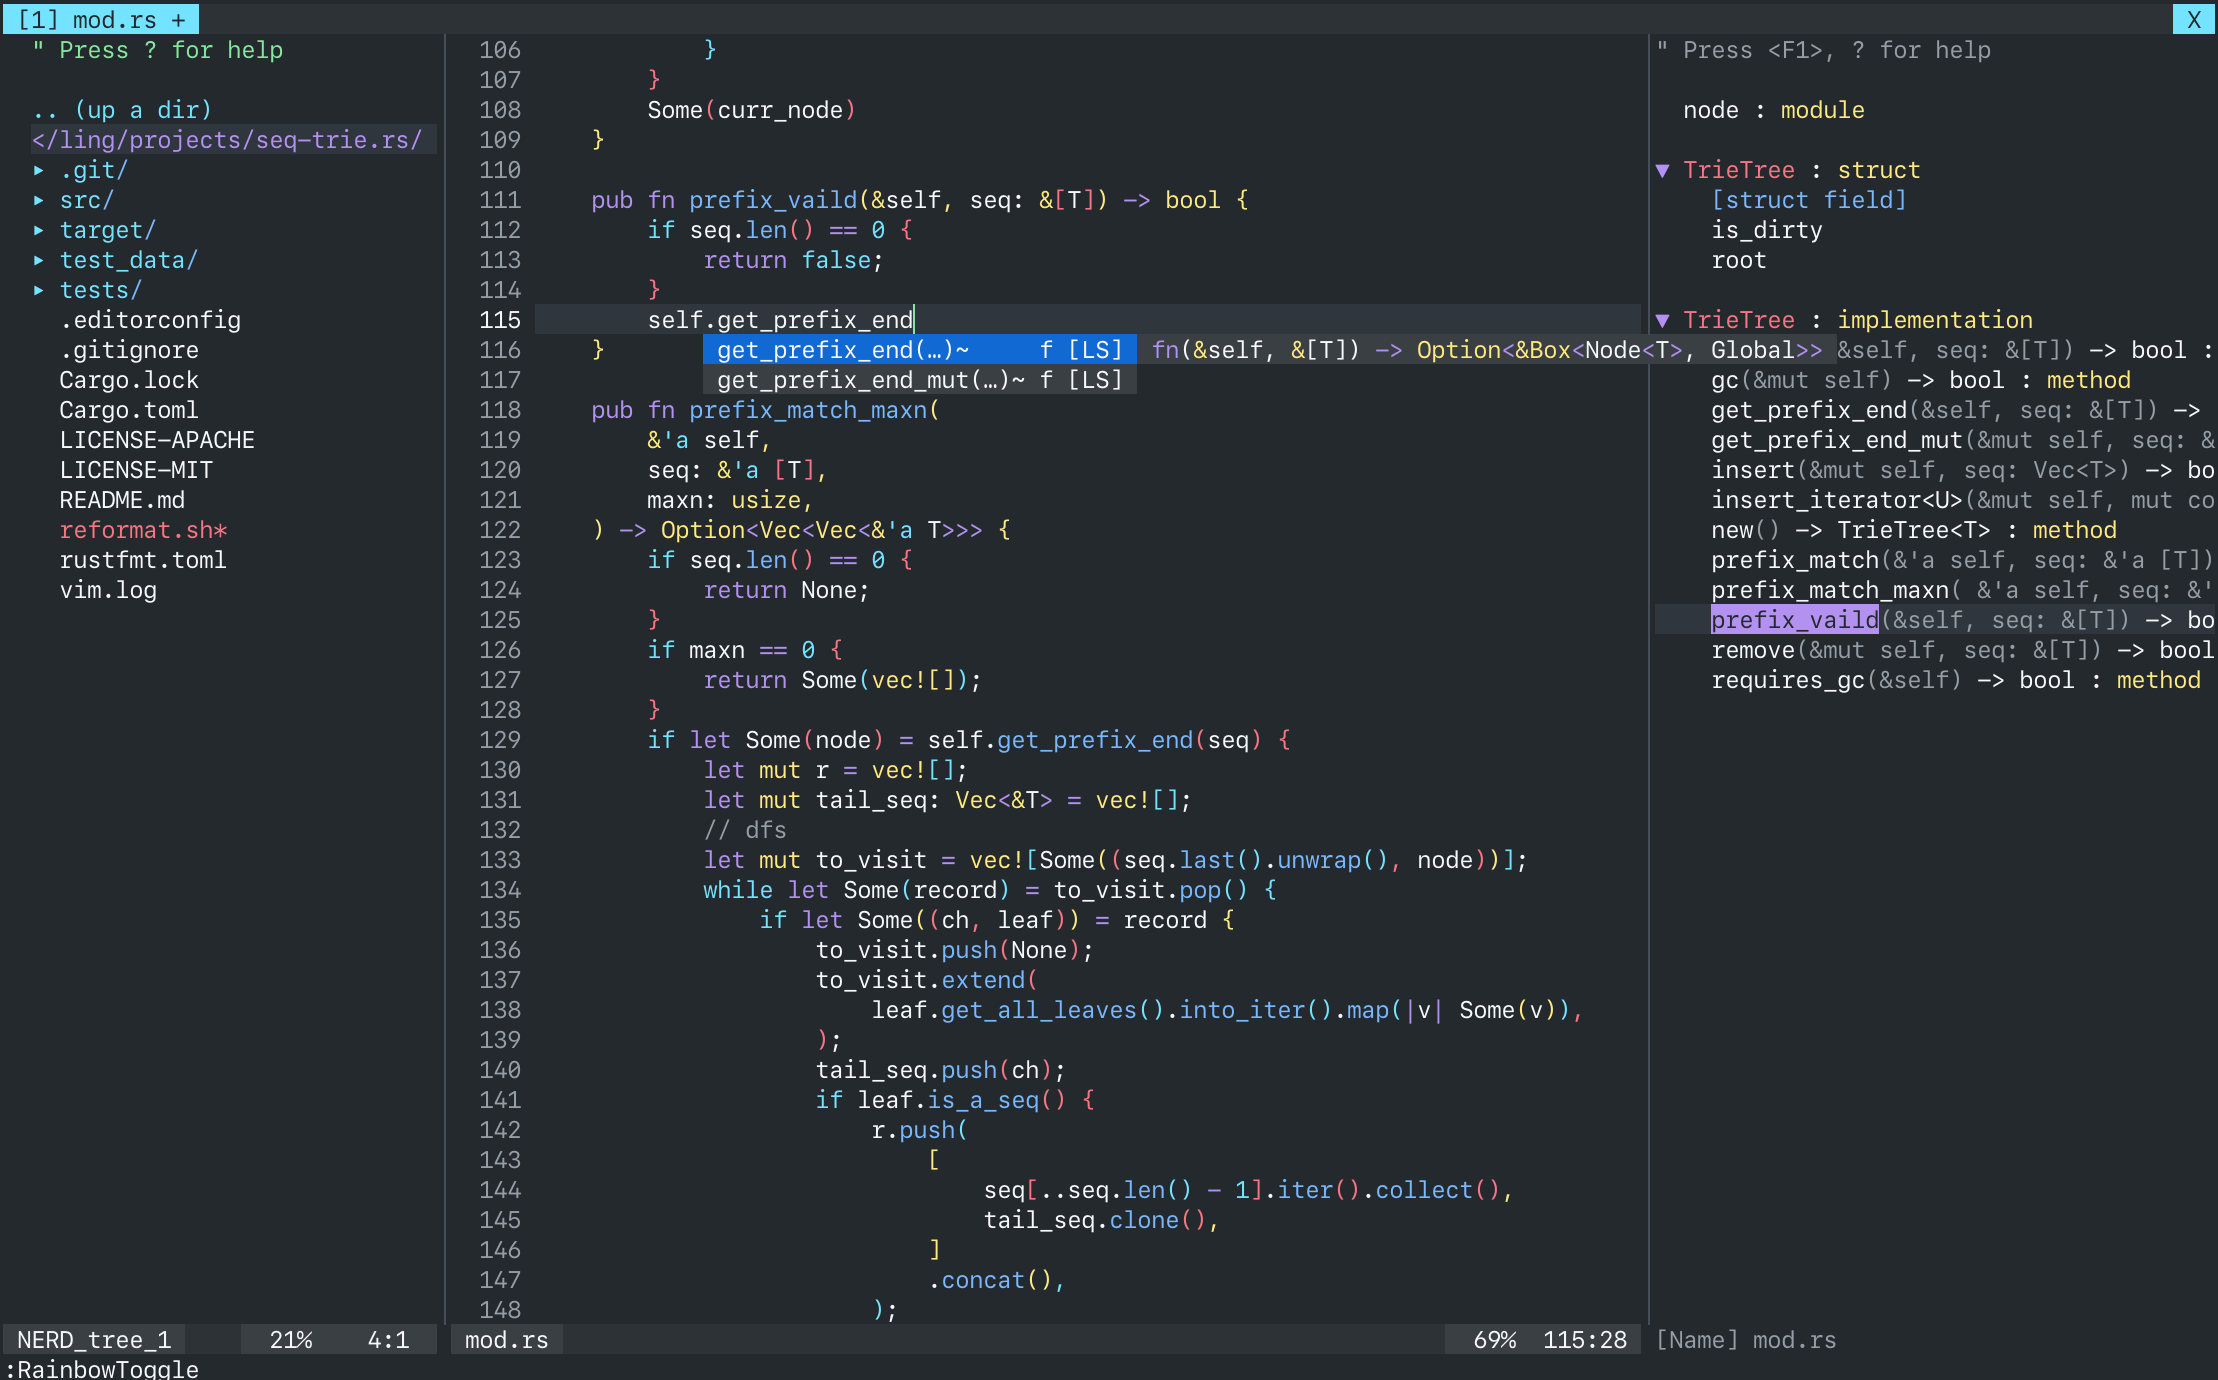 [1] mod.rs +
X
" Press ? for help
.. (up a dir)
</ling/projects/seq-trie.rs/
▸ .git/
▸ src/
▸ target/
▸ test_data/
▸ tests/
.editorconfig
.gitignore
Cargo.lock
Cargo.toml
LICENSE-APACHE
LICENSE-MIT
README.md
reformat.sh*
rustfmt.toml
vim.log
NERD_tree_1 21% 4:1
106             }
107         }
108         Some(curr_node)
109     }
110
111     pub fn prefix_vaild(&self, seq: &[T]) -> bool {
112         if seq.len() == 0 {
113             return false;
114         }
115         self.get_prefix_end
116     }
get_prefix_end(…)~     f [LS] fn(&self, &[T]) -> Option<&Box<Node<T>, Global>>
117
get_prefix_end_mut(…)~ f [LS]
118     pub fn prefix_match_maxn(
119         &'a self,
120         seq: &'a [T],
121         maxn: usize,
122     ) -> Option<Vec<Vec<&'a T>>> {
123         if seq.len() == 0 {
124             return None;
125         }
126         if maxn == 0 {
127             return Some(vec![]);
128         }
129         if let Some(node) = self.get_prefix_end(seq) {
130             let mut r = vec![];
131             let mut tail_seq: Vec<&T> = vec![];
132             // dfs
133             let mut to_visit = vec![Some((seq.last().unwrap(), node))];
134             while let Some(record) = to_visit.pop() {
135                 if let Some((ch, leaf)) = record {
136                     to_visit.push(None);
137                     to_visit.extend(
138                         leaf.get_all_leaves().into_iter().map(|v| Some(v)),
139                     );
140                     tail_seq.push(ch);
141                     if leaf.is_a_seq() {
142                         r.push(
143                             [
144                                 seq[..seq.len() - 1].iter().collect(),
145                                 tail_seq.clone(),
146                             ]
147                             .concat(),
148                         );
mod.rs 69% 115:28
" Press <F1>, ? for help
node : module
▼ TrieTree : struct
[struct field]
is_dirty
root
▼ TrieTree : implementation
&self, seq: &[T]) -> bool :
gc(&mut self) -> bool : method
get_prefix_end(&self, seq: &[T]) ->
get_prefix_end_mut(&mut self, seq: &
insert(&mut self, seq: Vec<T>) -> bo
insert_iterator<U>(&mut self, mut co
new() -> TrieTree<T> : method
prefix_match(&'a self, seq: &'a [T])
prefix_match_maxn( &'a self, seq: &'
prefix_vaild(&self, seq: &[T]) -> bo
remove(&mut self, seq: &[T]) -> bool
requires_gc(&self) -> bool : method
[Name] mod.rs
:RainbowToggle